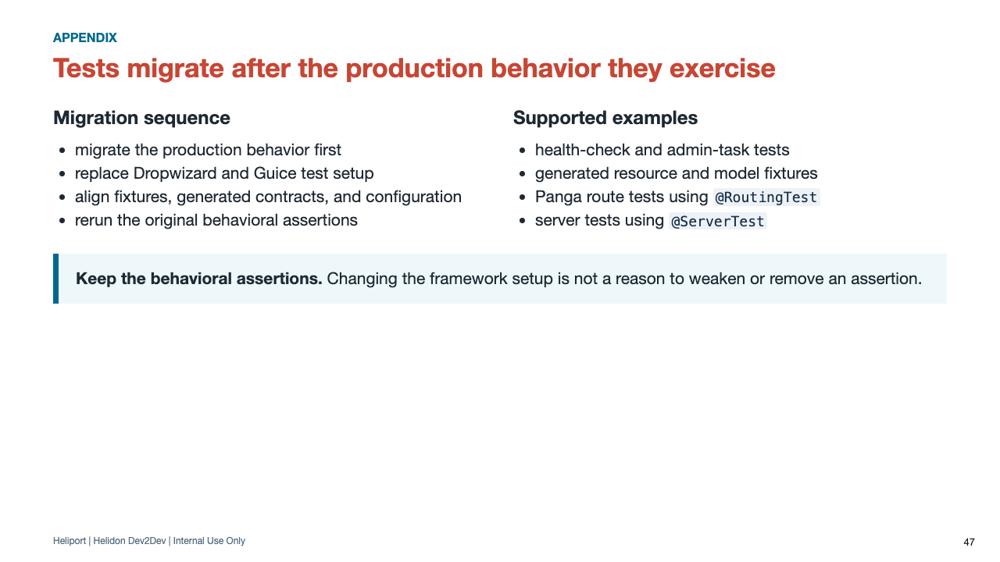 APPENDIX
Tests migrate after the production behavior they exercise
Migration sequence
• migrate the production behavior first
• replace Dropwizard and Guice test setup
• align fixtures, generated contracts, and configuration
• rerun the original behavioral assertions
Supported examples
• health-check and admin-task tests
• generated resource and model fixtures
• Panga route tests using @RoutingTest
• server tests using @ServerTest
Keep the behavioral assertions. Changing the framework setup is not a reason to weaken or remove an assertion.
Heliport | Helidon Dev2Dev | Internal Use Only
47